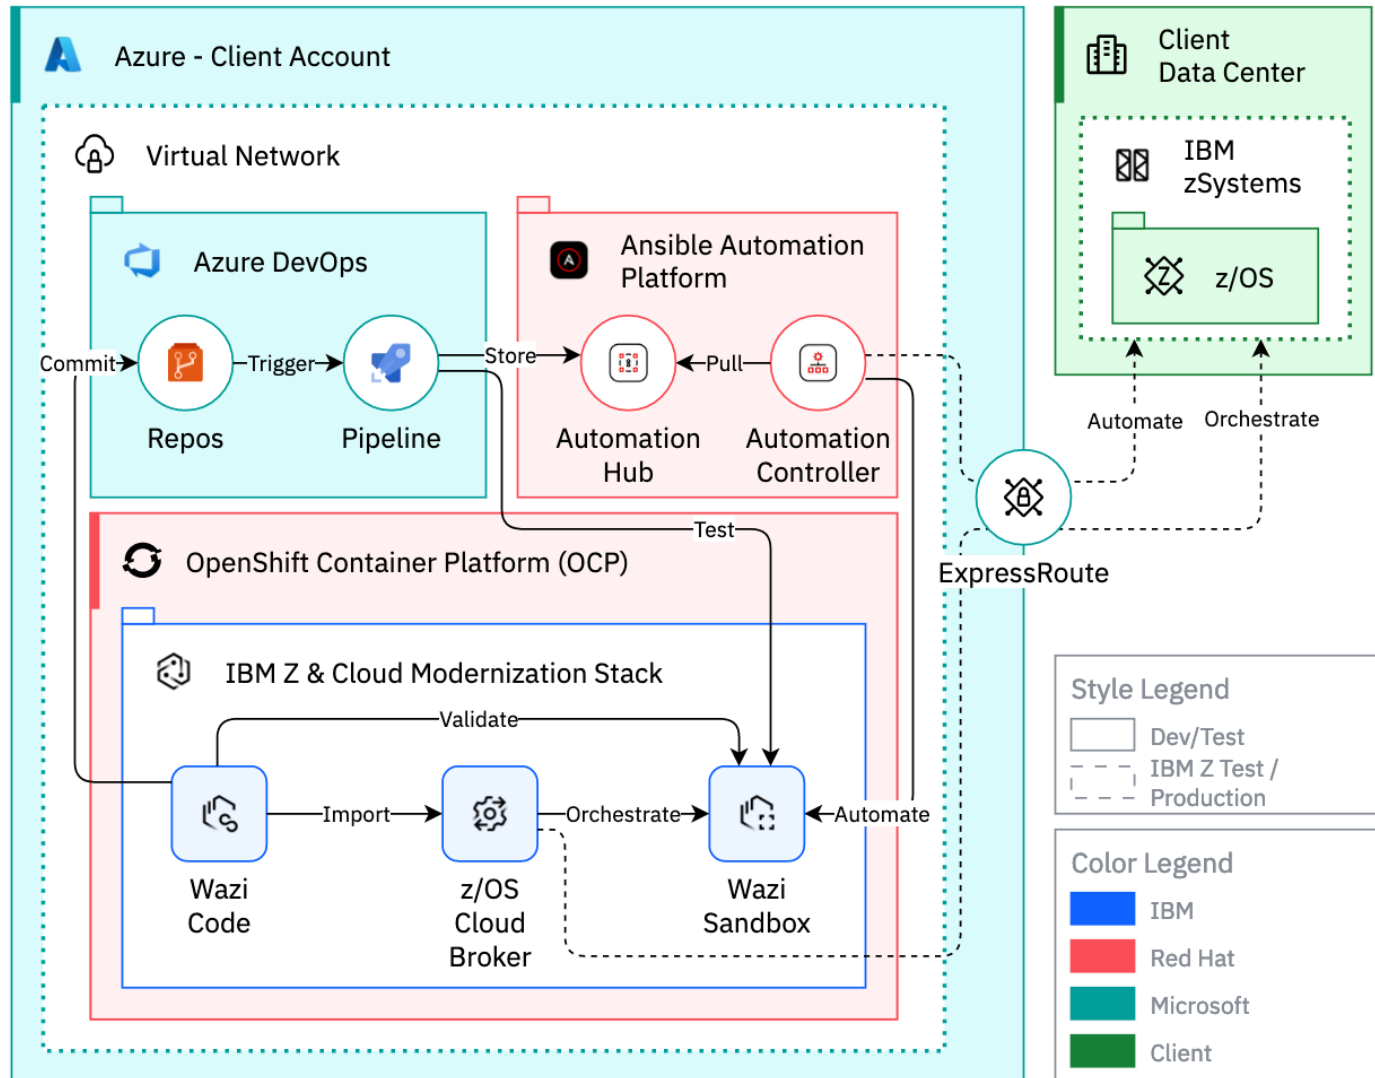 Azure - Client Account
Virtual Network
Azure DevOps
Commit
Repos
Trigger
Pipeline
Store
Ansible Automation
Platform
Automation
Hub
Pull
Automation
Controller
Test
OpenShift Container Platform (OCP)
IBM Z & Cloud Modernization Stack
Validate
Wazi
Code
Import
z/OS
Cloud
Broker
Orchestrate
Wazi
Sandbox
Automate
ExpressRoute
Client
Data Center
IBM
zSystems
z/OS
Automate
Orchestrate
Style Legend
Dev/Test
IBM Z Test /
Production
Color Legend
IBM
Red Hat
Microsoft
Client